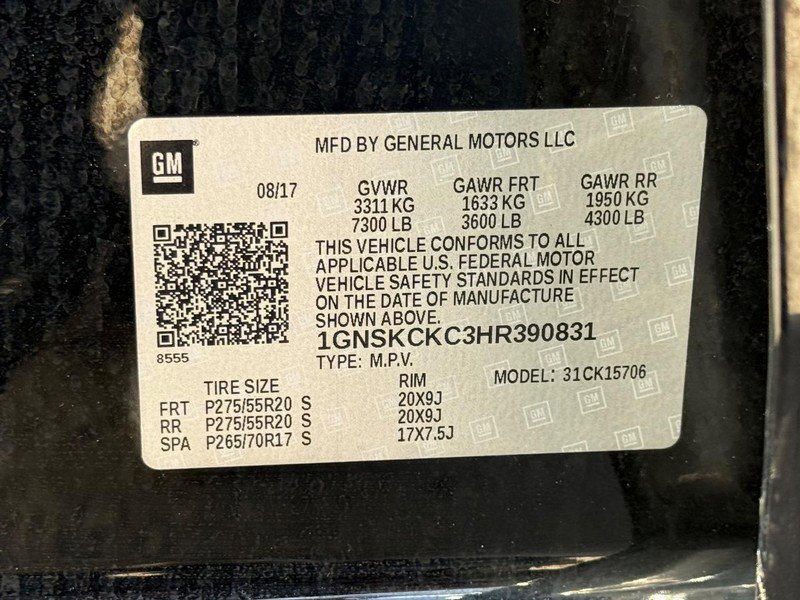 GM
MFD BY GENERAL MOTORS LLC
08/17 GVWR GAWR FRT GAWR RR
3311 KG 1633 KG 1950 KG
7300 LB 3600 LB 4300 LB
THIS VEHICLE CONFORMS TO ALL
APPLICABLE U.S. FEDERAL MOTOR
VEHICLE SAFETY STANDARDS IN EFFECT
ON THE DATE OF MANUFACTURE
SHOWN ABOVE.
1GNSKCKC3HR390831
8555
TYPE: M.P.V.
TIRE SIZE RIM MODEL: 31CK15706
FRT P275/55R20 S 20X9J
RR P275/55R20 S 20X9J
SPA P265/70R17 S 17X7.5J